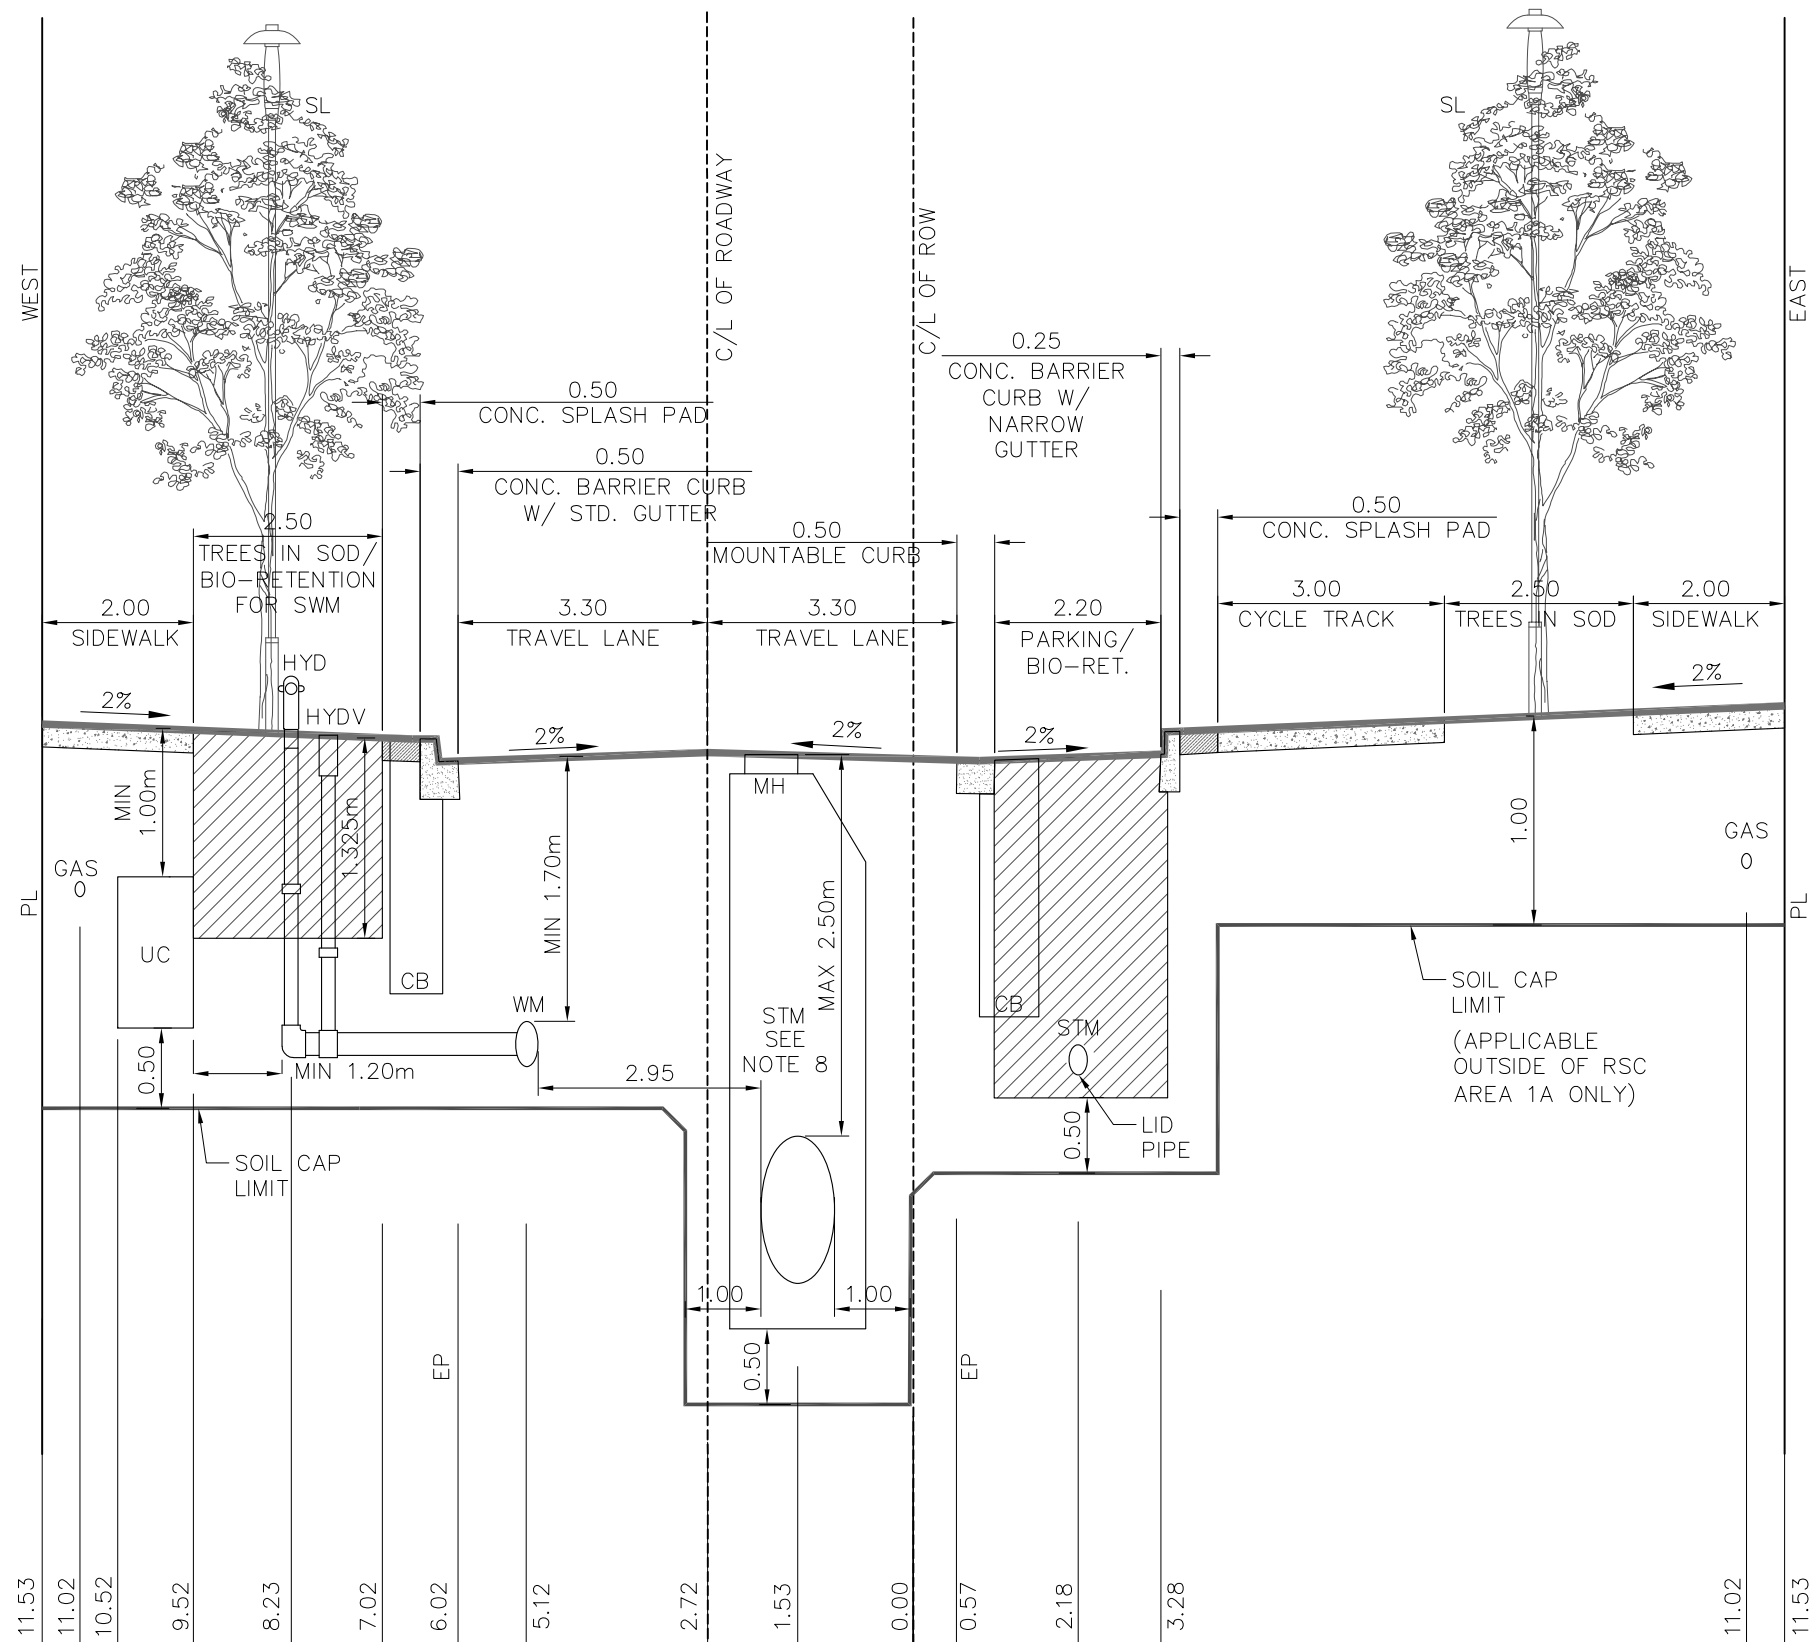 SL
SL
WEST
C/L OF ROADWAY
C/L OF ROW
EAST
0.25
CONC. BARRIER
CURB W/
NARROW
GUTTER
0.50
CONC. SPLASH PAD
0.50
CONC. BARRIER CURB
W/ STD. GUTTER
2.50
TREES IN SOD/
BIO-RETENTION
FOR SWM
0.50
MOUNTABLE CURB
0.50
CONC. SPLASH PAD
2.00
SIDEWALK
3.30
TRAVEL LANE
3.30
TRAVEL LANE
2.20
PARKING/
BIO-RET.
3.00
CYCLE TRACK
2.50
TREES IN SOD
2.00
SIDEWALK
HYD
HYDV
2%
2%
2%
2%
2%
MH
MIN
1.00m
1.325m
MIN 1.70m
MAX 2.50m
1.00
GAS
GAS
PL
PL
UC
CB
WM
CB
STM
SEE
NOTE 8
STM
SOIL CAP
LIMIT
(APPLICABLE
OUTSIDE OF RSC
AREA 1A ONLY)
0.50
MIN 1.20m
2.95
0.50
LID
PIPE
SOIL CAP
LIMIT
1.00
1.00
0.50
EP
EP
11.53
11.02
10.52
9.52
8.23
7.02
6.02
5.12
2.72
1.53
0.00
0.57
2.18
3.28
11.02
11.53